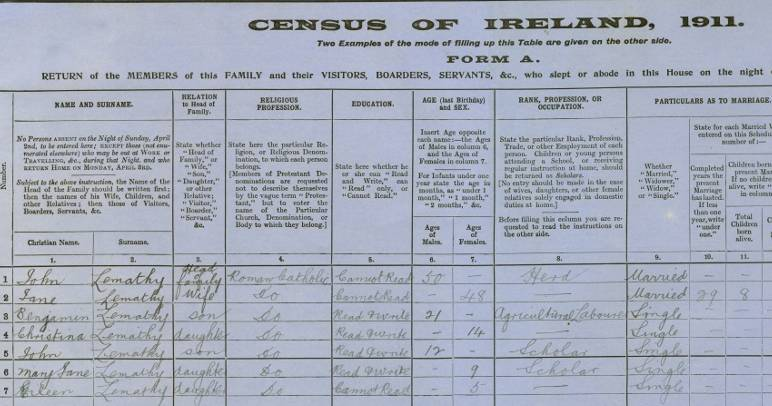 CENSUS OF IRELAND, 1911.
Two Examples of the mode of filling up this Table are given on the other side.
FORM A.
RETURN of the MEMBERS of this FAMILY and their VISITORS, BOARDERS, SERVANTS, &c., who slept or abode in this House on the night
Number.
NAME AND SURNAME.
No Persons ABSENT on the Night of Sunday, April
2nd, to be entered here; EXCEPT those (not enu-
merated elsewhere) who may be out at WORK or
TRAVELLING, &c., during that Night, and who
RETURN HOME ON MONDAY, APRIL 3RD.
Subject to the above instruction, the Name of the
Head of the Family should be written first;
then the names of his Wife, Children, and
other Relatives; then those of Visitors,
Boarders, Servants, &c.
Christian Name.
Surname.
RELATION
to Head of
Family.
State whether
"Head of
Family," or
"Wife,"
"Son,"
"Daughter,"
or other
Relative;
"Visitor,"
"Boarder,"
"Servant,"
&c.
RELIGIOUS
PROFESSION.
State here the particular Re-
ligion, or Religious Denom-
ination, to which each person
belongs.
[Members of Protestant De-
nominations are requested
not to describe themselves
by the vague term "Protes-
tant," but to enter the
name of the Particular
Church, Denomination, or
Body to which they belong.]
EDUCATION.
State here whether he
or she can "Read
and Write," can
"Read" only, or
"Cannot Read."
AGE (last Birthday)
and SEX.
Insert Age opposite
each name:—the Ages
of Males in column 6,
and the Ages of
Females in column 7.
For Infants under one
year state the age in
months, as "under 1
month," "1 month,"
"2 months," &c.
Ages
of
Males.
Ages
of
Females.
RANK, PROFESSION, OR
OCCUPATION.
State the particular Rank, Profession,
Trade, or other Employment of each
person. Children or young persons
attending a School, or receiving
regular instruction at home, should
be returned as Scholars.
[No entry should be made in the case
of wives, daughters, or other female
relatives solely engaged in domestic
duties at home.]
Before filling this column you are re-
quested to read the instructions on
the other side.
PARTICULARS AS TO MARRIAGE.
Whether
"Married,"
"Widower,"
"Widow,"
or "Single."
State for each Married W
entered on this Schedu
number of:—
Completed
years the
present
Marriage
has lasted.
If less
than one
year, write
"under
one."
Children born
present Marri
alive, write
in column
Total
Children
born
alive.
1. 2. 3. 4. 5. 6. 7. 8. 9. 10. 11.
1 John Lemathy Head Family Roman Catholic Cannot Read 50 — Herd Married — —
2 Jane Lemathy Wife Do Cannot Read — 48 — Married 29 8
3 Benjamin Lemathy son Do Read & write 21 — Agricultural Labourer Single
4 Christina Lemathy daughter Do Read & write — 14 — Single
5 John Lemathy son Do Read & write 12 — Scholar Single
6 Mary Jane Lemathy daughter Do Read & write — 9 Scholar Single
7 Eileen Lemathy daughter Do Cannot Read — 5 — Single